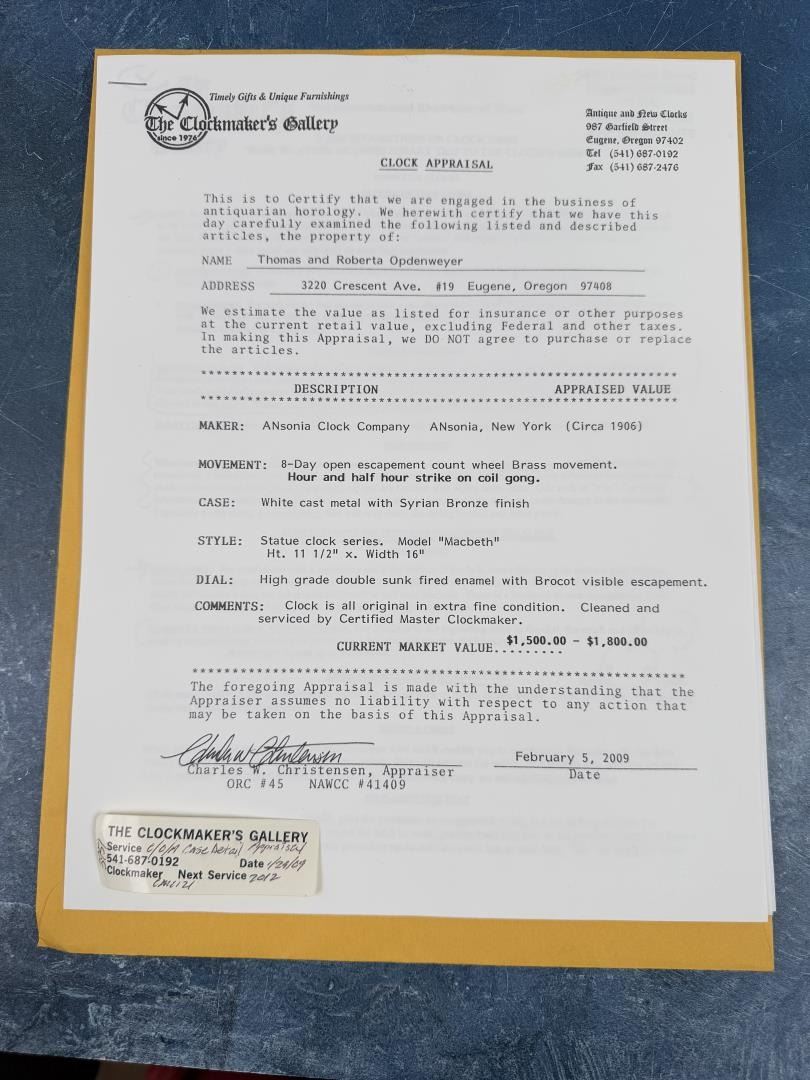 Timely Gifts & Unique Furnishings
The Clockmaker's Gallery
since 1974
Antique and New Clocks
987 Garfield Street
Eugene, Oregon 97402
Tel (541) 687-0192
Fax (541) 687-2476
CLOCK APPRAISAL
This is to Certify that we are engaged in the business of
antiquarian horology. We herewith certify that we have this
day carefully examined the following listed and described
articles, the property of:
NAME Thomas and Roberta Opdenweyer
ADDRESS 3220 Crescent Ave. #19 Eugene, Oregon 97408
We estimate the value as listed for insurance or other purposes
at the current retail value, excluding Federal and other taxes.
In making this Appraisal, we DO NOT agree to purchase or replace
the articles.
DESCRIPTION APPRAISED VALUE
MAKER: ANsonia Clock Company ANsonia, New York (Circa 1906)
MOVEMENT: 8-Day open escapement count wheel Brass movement.
Hour and half hour strike on coil gong.
CASE: White cast metal with Syrian Bronze finish
STYLE: Statue clock series. Model "Macbeth"
Ht. 11 1/2" x. Width 16"
DIAL: High grade double sunk fired enamel with Brocot visible escapement.
COMMENTS: Clock is all original in extra fine condition. Cleaned and
serviced by Certified Master Clockmaker.
CURRENT MARKET VALUE......... $1,500.00 - $1,800.00
The foregoing Appraisal is made with the understanding that the
Appraiser assumes no liability with respect to any action that
may be taken on the basis of this Appraisal.
Charles W. Christensen, Appraiser
ORC #45 NAWCC #41409
February 5, 2009
Date
THE CLOCKMAKER'S GALLERY
Service C/O/A Case Detail Appraisal
541-687-0192 Date 1/29/09
Clockmaker Next Service 2012